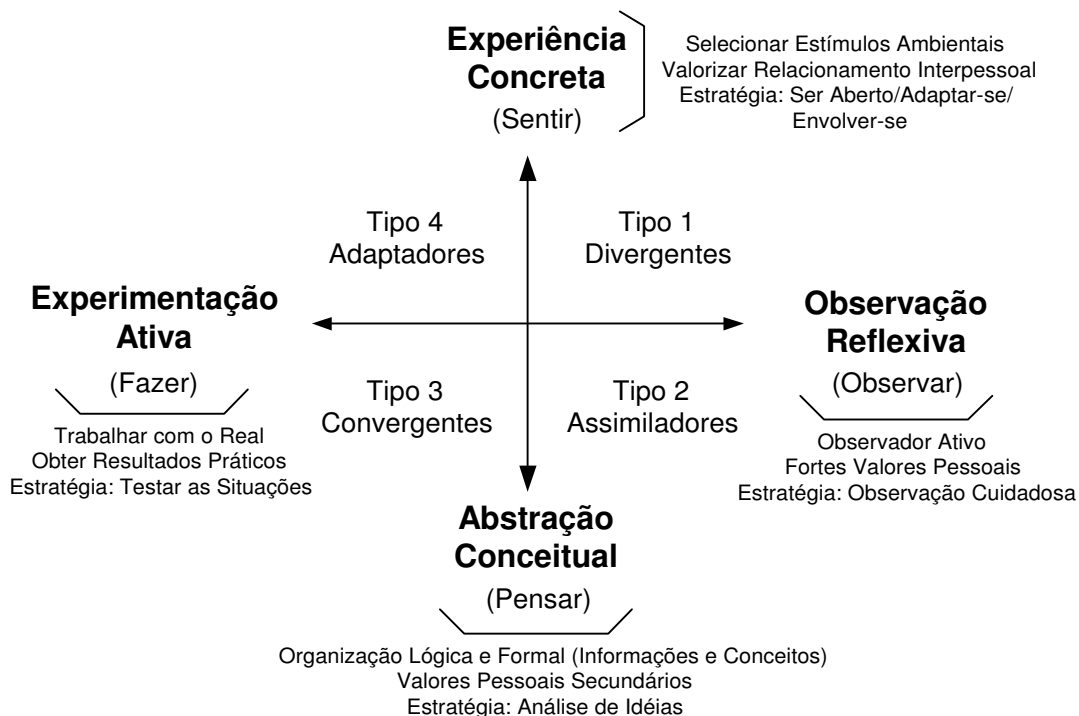 Experiência
Concreta
(Sentir)
Selecionar Estímulos Ambientais
Valorizar Relacionamento Interpessoal
Estratégia: Ser Aberto/Adaptar-se/
Envolver-se
Tipo 4
Adaptadores
Tipo 1
Divergentes
Experimentação
Ativa
(Fazer)
Trabalhar com o Real
Obter Resultados Práticos
Estratégia: Testar as Situações
Observação
Reflexiva
(Observar)
Observador Ativo
Fortes Valores Pessoais
Estratégia: Observação Cuidadosa
Tipo 3
Convergentes
Tipo 2
Assimiladores
Abstração
Conceitual
(Pensar)
Organização Lógica e Formal (Informações e Conceitos)
Valores Pessoais Secundários
Estratégia: Análise de Idéias